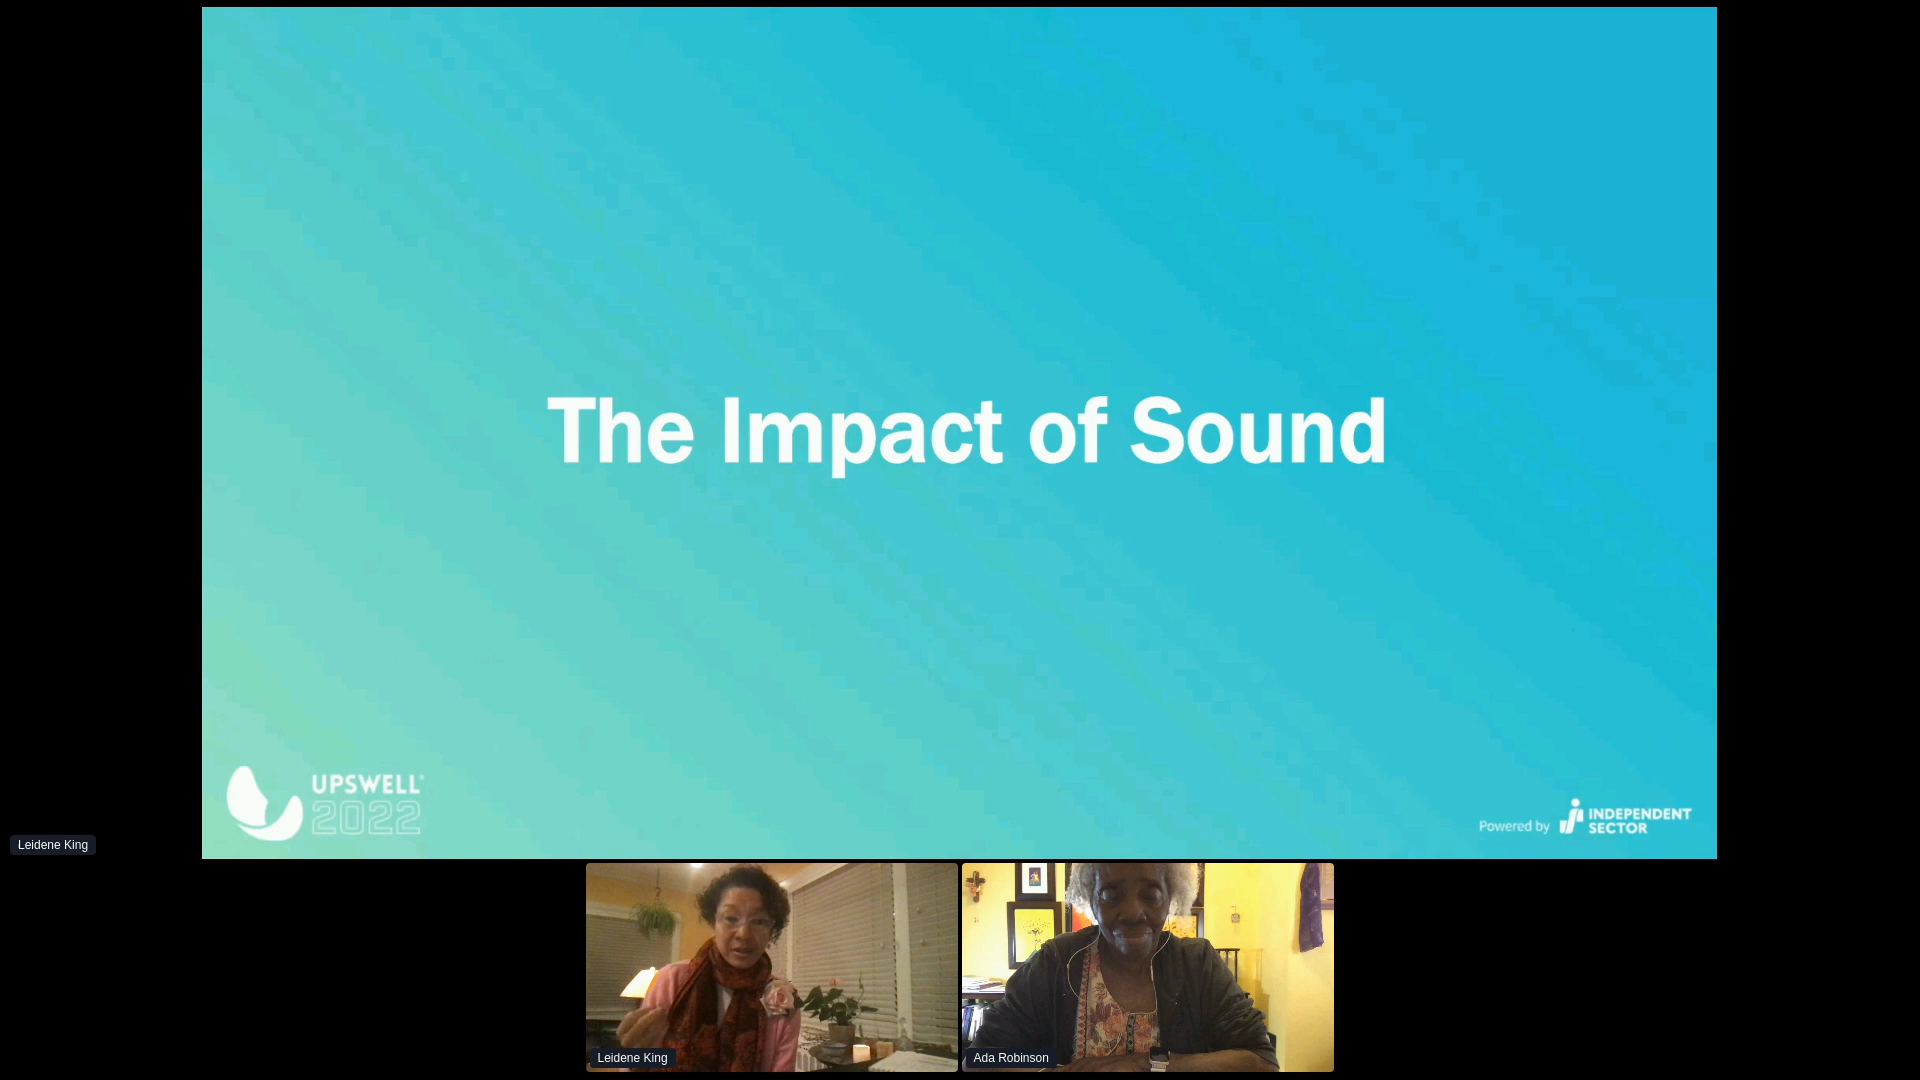 The Impact of Sound
UPSWELL®
2022
Powered by
INDEPENDENT
SECTOR
Leidene King
Leidene King
Ada Robinson